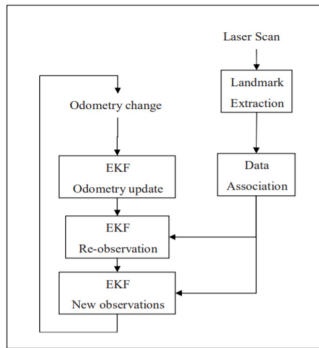 Laser Scan
Landmark
Extraction
Odometry change
EKF
Odometry update
Data
Association
EKF
Re-observation
EKF
New observations